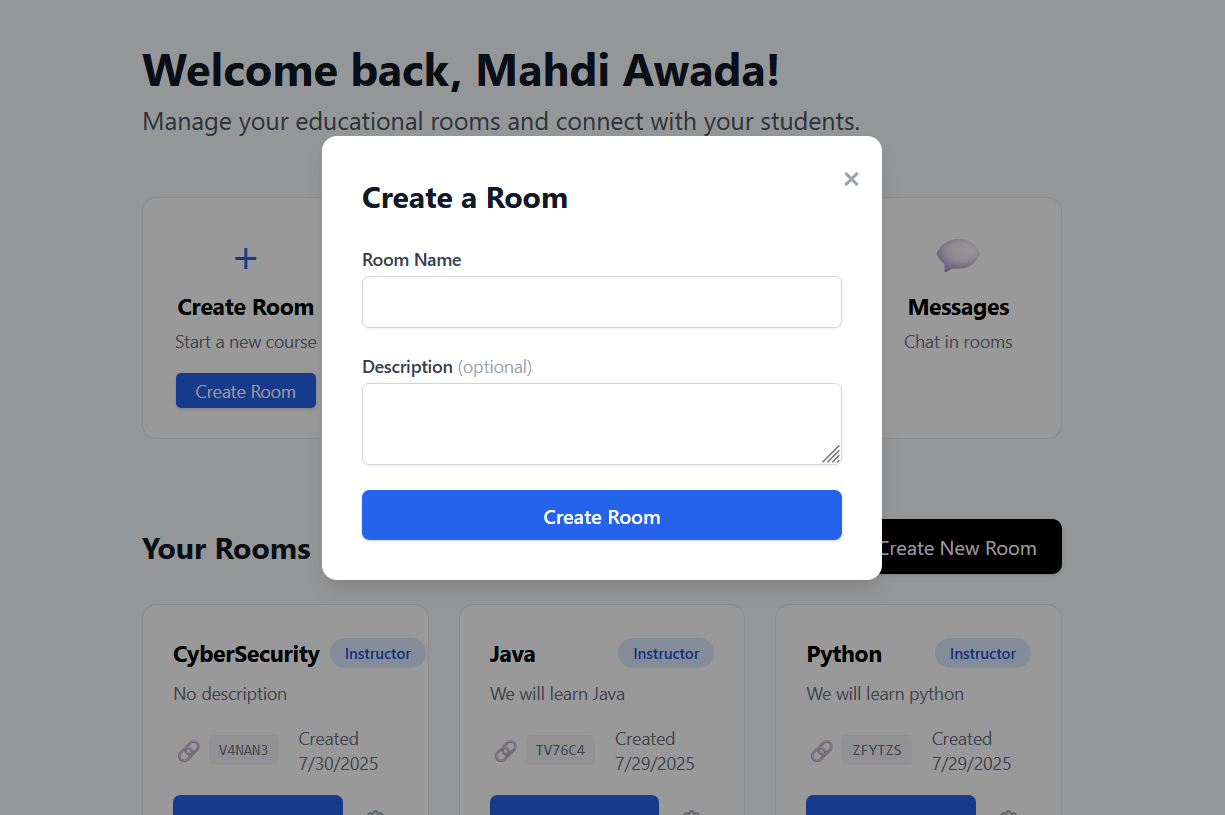 Welcome back, Mahdi Awada!
Manage your educational rooms and connect with your students.
Create a Room
×
Room Name
Description (optional)
Create Room
+
Create Room
Start a new course
Create Room
Messages
Chat in rooms
Your Rooms
Create New Room
CyberSecurity Instructor
No description
V4NAN3
Created
7/30/2025
Java Instructor
We will learn Java
TV76C4
Created
7/29/2025
Python Instructor
We will learn python
ZFYTZS
Created
7/29/2025